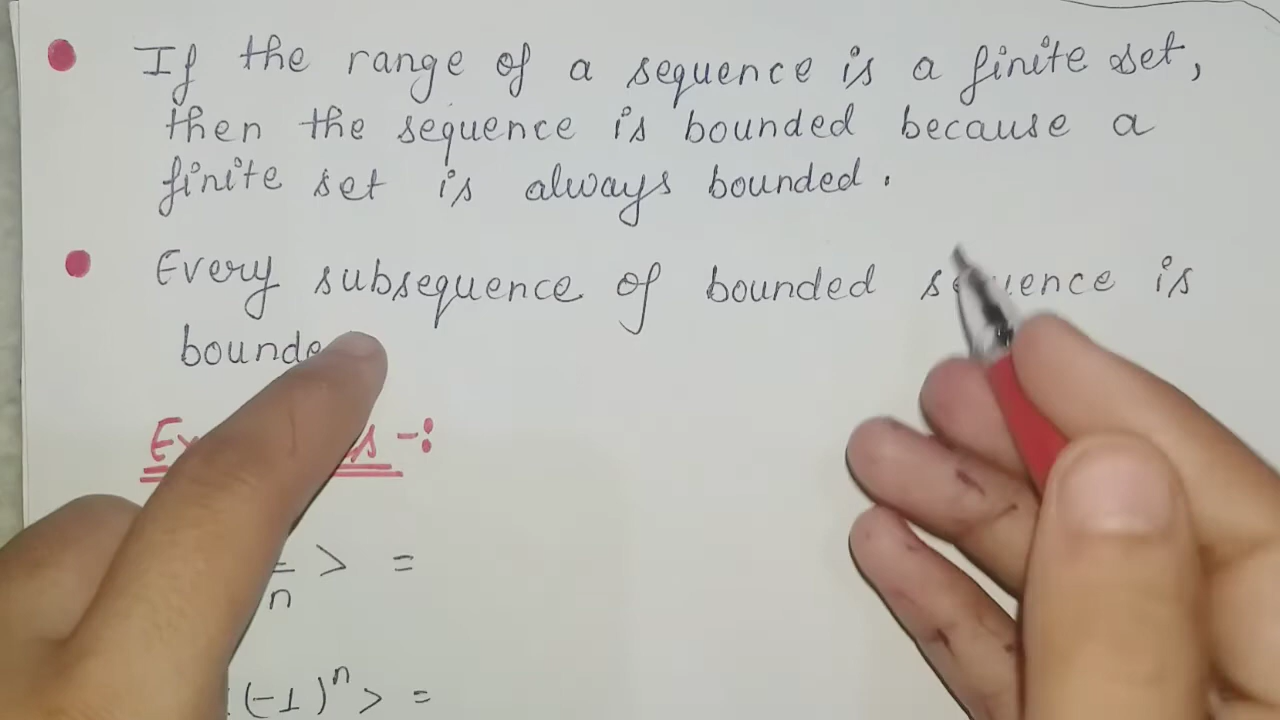 If the range of a sequence is a finite set,
then the sequence is bounded because a
finite set is always bounded.
Every subsequence of bounded is
bounde
-:
n > =
(-1)^n > =